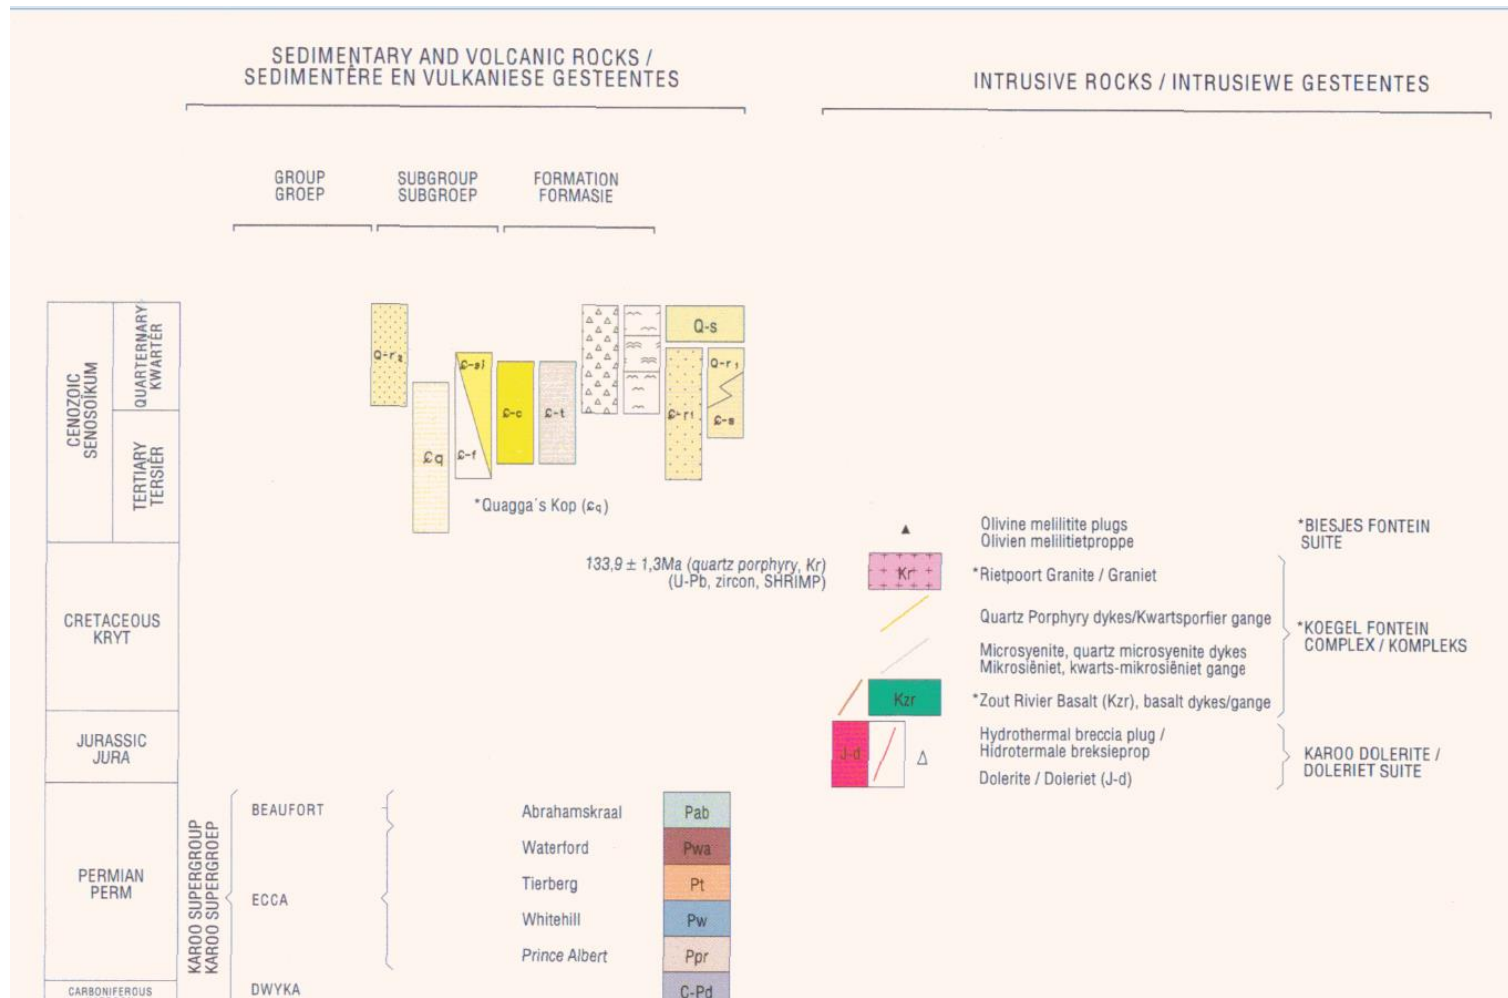 SEDIMENTARY AND VOLCANIC ROCKS /
SEDIMENTÊRE EN VULKANIESE GESTEENTES
INTRUSIVE ROCKS / INTRUSIEWE GESTEENTES
GROUP
GROEP
SUBGROUP
SUBGROEP
FORMATION
FORMASIE
CENOZOIC
SENOSOÏKUM
QUARTERNARY
KWARTÊR
TERTIARY
TERSIÊR
Q-r₂
₤q
₤-sl
₤-f
₤-c
₤-t
Q-s
₤-r₁
Q-r₁
₤-s
*Quagga's Kop (₤q)
CRETACEOUS
KRYT
JURASSIC
JURA
PERMIAN
PERM
CARBONIFEROUS
133,9 ± 1,3Ma (quartz porphyry, Kr)
(U-Pb, zircon, SHRIMP)
Olivine melilitite plugs
Olivien melilitietproppe
*BIESJES FONTEIN
SUITE
Kr
*Rietpoort Granite / Graniet
Quartz Porphyry dykes/Kwartsporfier gange
Microsyenite, quartz microsyenite dykes
Mikrosiëniet, kwarts-mikrosiëniet gange
*KOEGEL FONTEIN
COMPLEX / KOMPLEKS
Kzr
*Zout Rivier Basalt (Kzr), basalt dykes/gange
J-d
Hydrothermal breccia plug /
Hidrotermale breksieprop
Dolerite / Doleriet (J-d)
KAROO DOLERITE /
DOLERIET SUITE
KAROO SUPERGROUP
KAROO SUPERGROEP
BEAUFORT
ECCA
DWYKA
Abrahamskraal
Pab
Waterford
Pwa
Tierberg
Pt
Whitehill
Pw
Prince Albert
Ppr
C-Pd